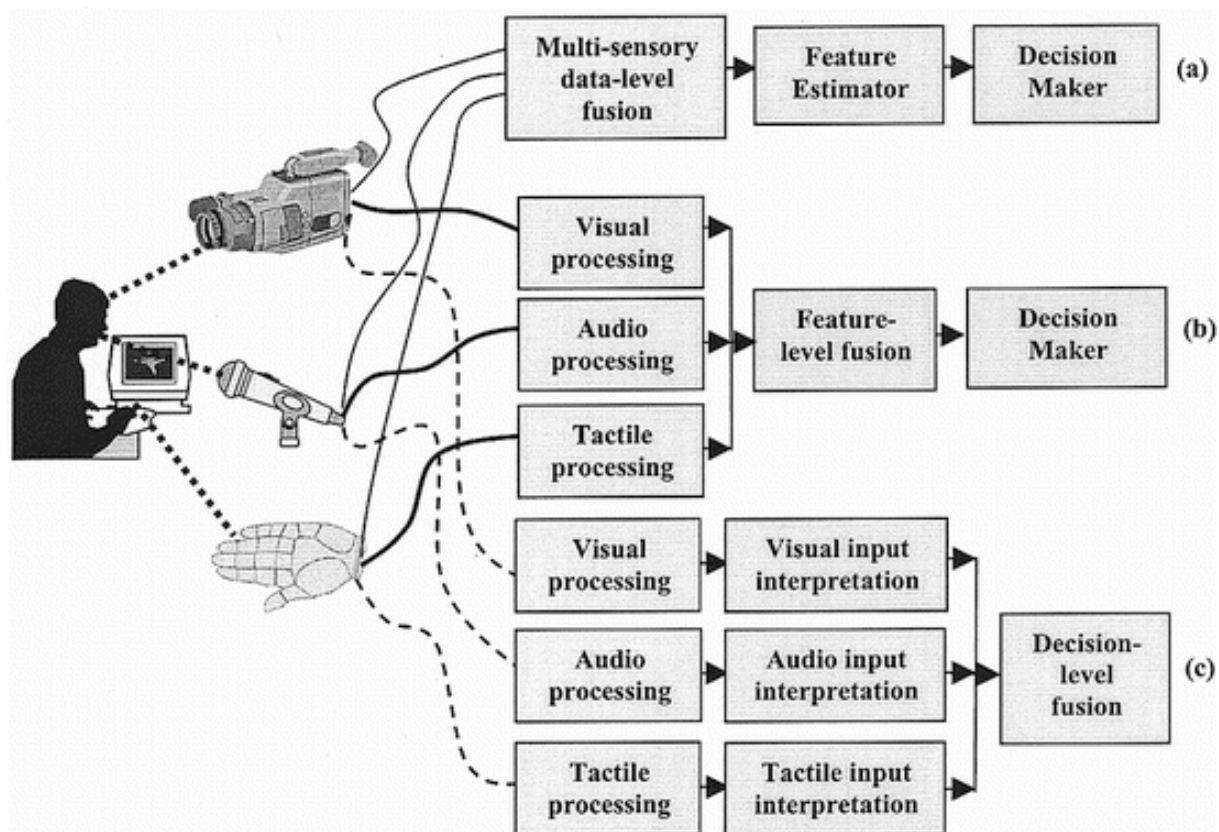 Multi-sensory
data-level
fusion
Feature
Estimator
Decision
Maker
(a)
Visual
processing
Audio
processing
Tactile
processing
Feature-
level fusion
Decision
Maker
(b)
Visual
processing
Visual input
interpretation
Audio
processing
Audio input
interpretation
Tactile
processing
Tactile input
interpretation
Decision-
level
fusion
(c)